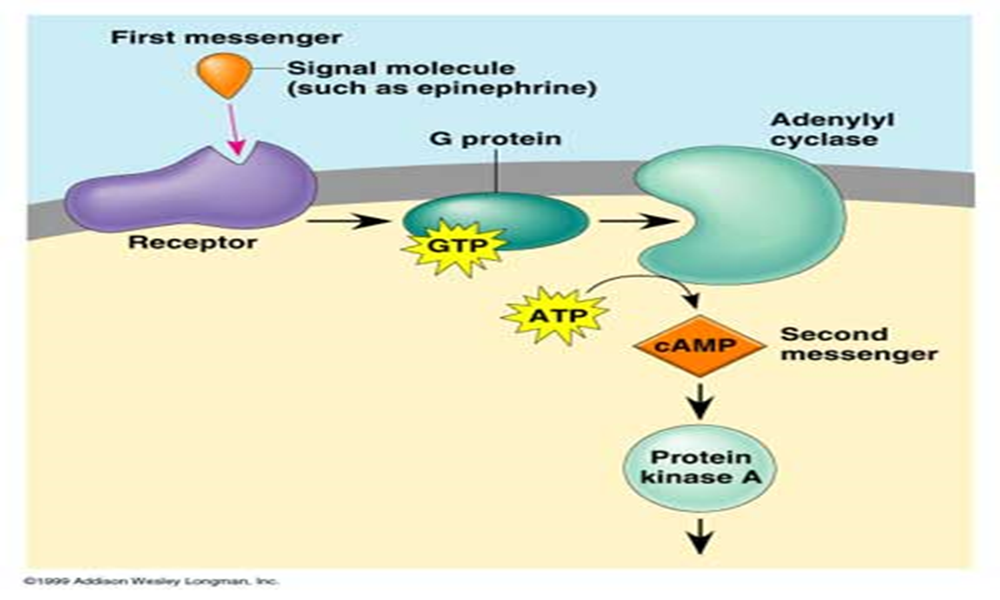 First messenger
Signal molecule
(such as epinephrine)
Adenylyl
cyclase
G protein
Receptor
GTP
ATP
cAMP
Second
messenger
Protein
kinase A
©1999 Addison Wesley Longman, Inc.